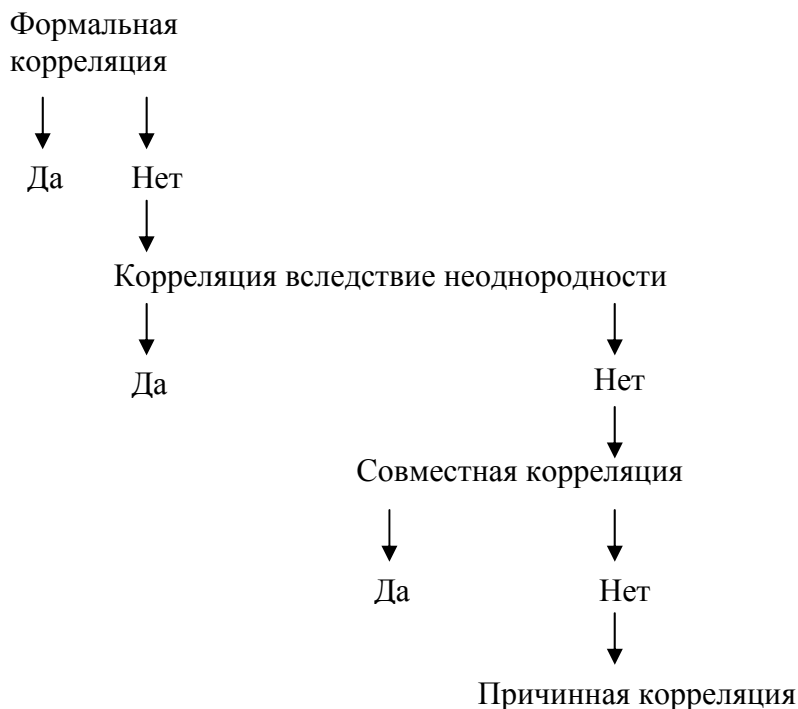 Формальная
корреляция
Да Нет
Корреляция вследствие неоднородности
Да Нет
Совместная корреляция
Да Нет
Причинная корреляция